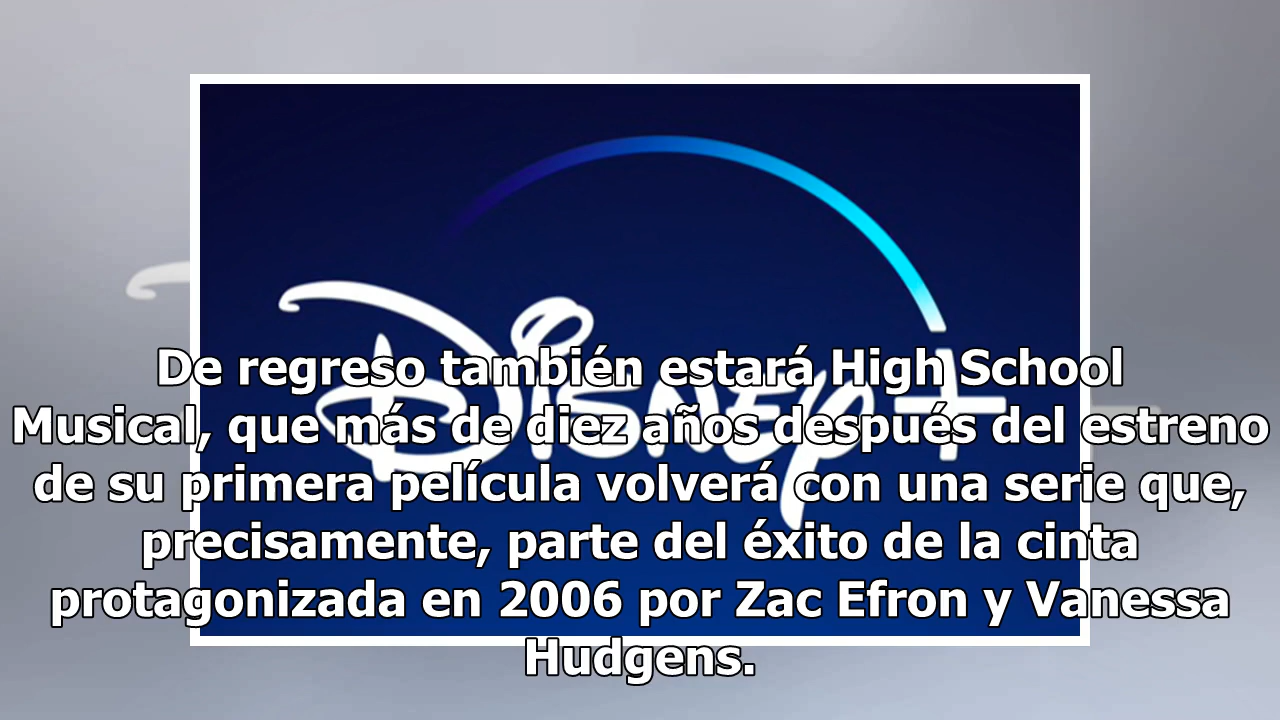 Disney+
De regreso también estará High School
Musical, que más de diez años después del estreno
de su primera película volverá con una serie que,
precisamente, parte del éxito de la cinta
protagonizada en 2006 por Zac Efron y Vanessa
Hudgens.